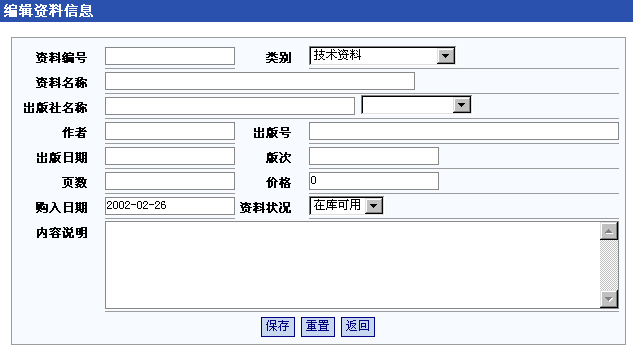 编辑资料信息
资料编号 类别 技术资料
资料名称
出版社名称
作者 出版号
出版日期 版次
页数 价格 0
购入日期 2002-02-26 资料状况 在库可用
内容说明
保存 重置 返回